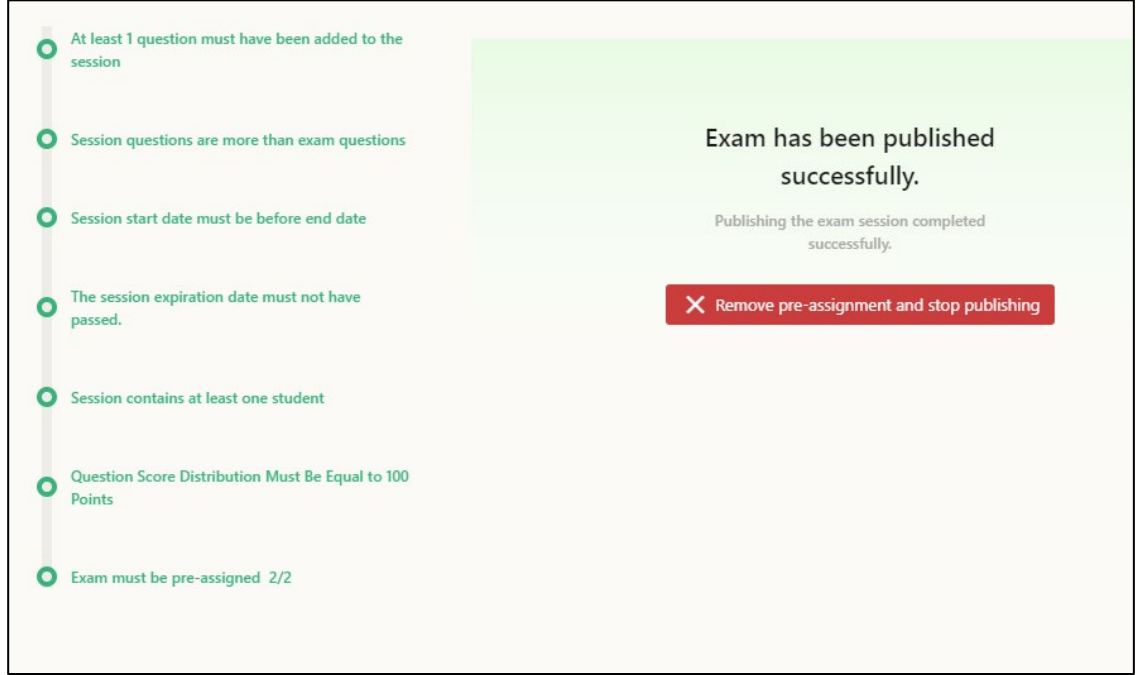 At least 1 question must have been added to the
session
Session questions are more than exam questions
Session start date must be before end date
The session expiration date must not have
passed.
Session contains at least one student
Question Score Distribution Must Be Equal to 100
Points
Exam must be pre-assigned 2/2
Exam has been published
successfully.
Publishing the exam session completed
successfully.
Remove pre-assignment and stop publishing